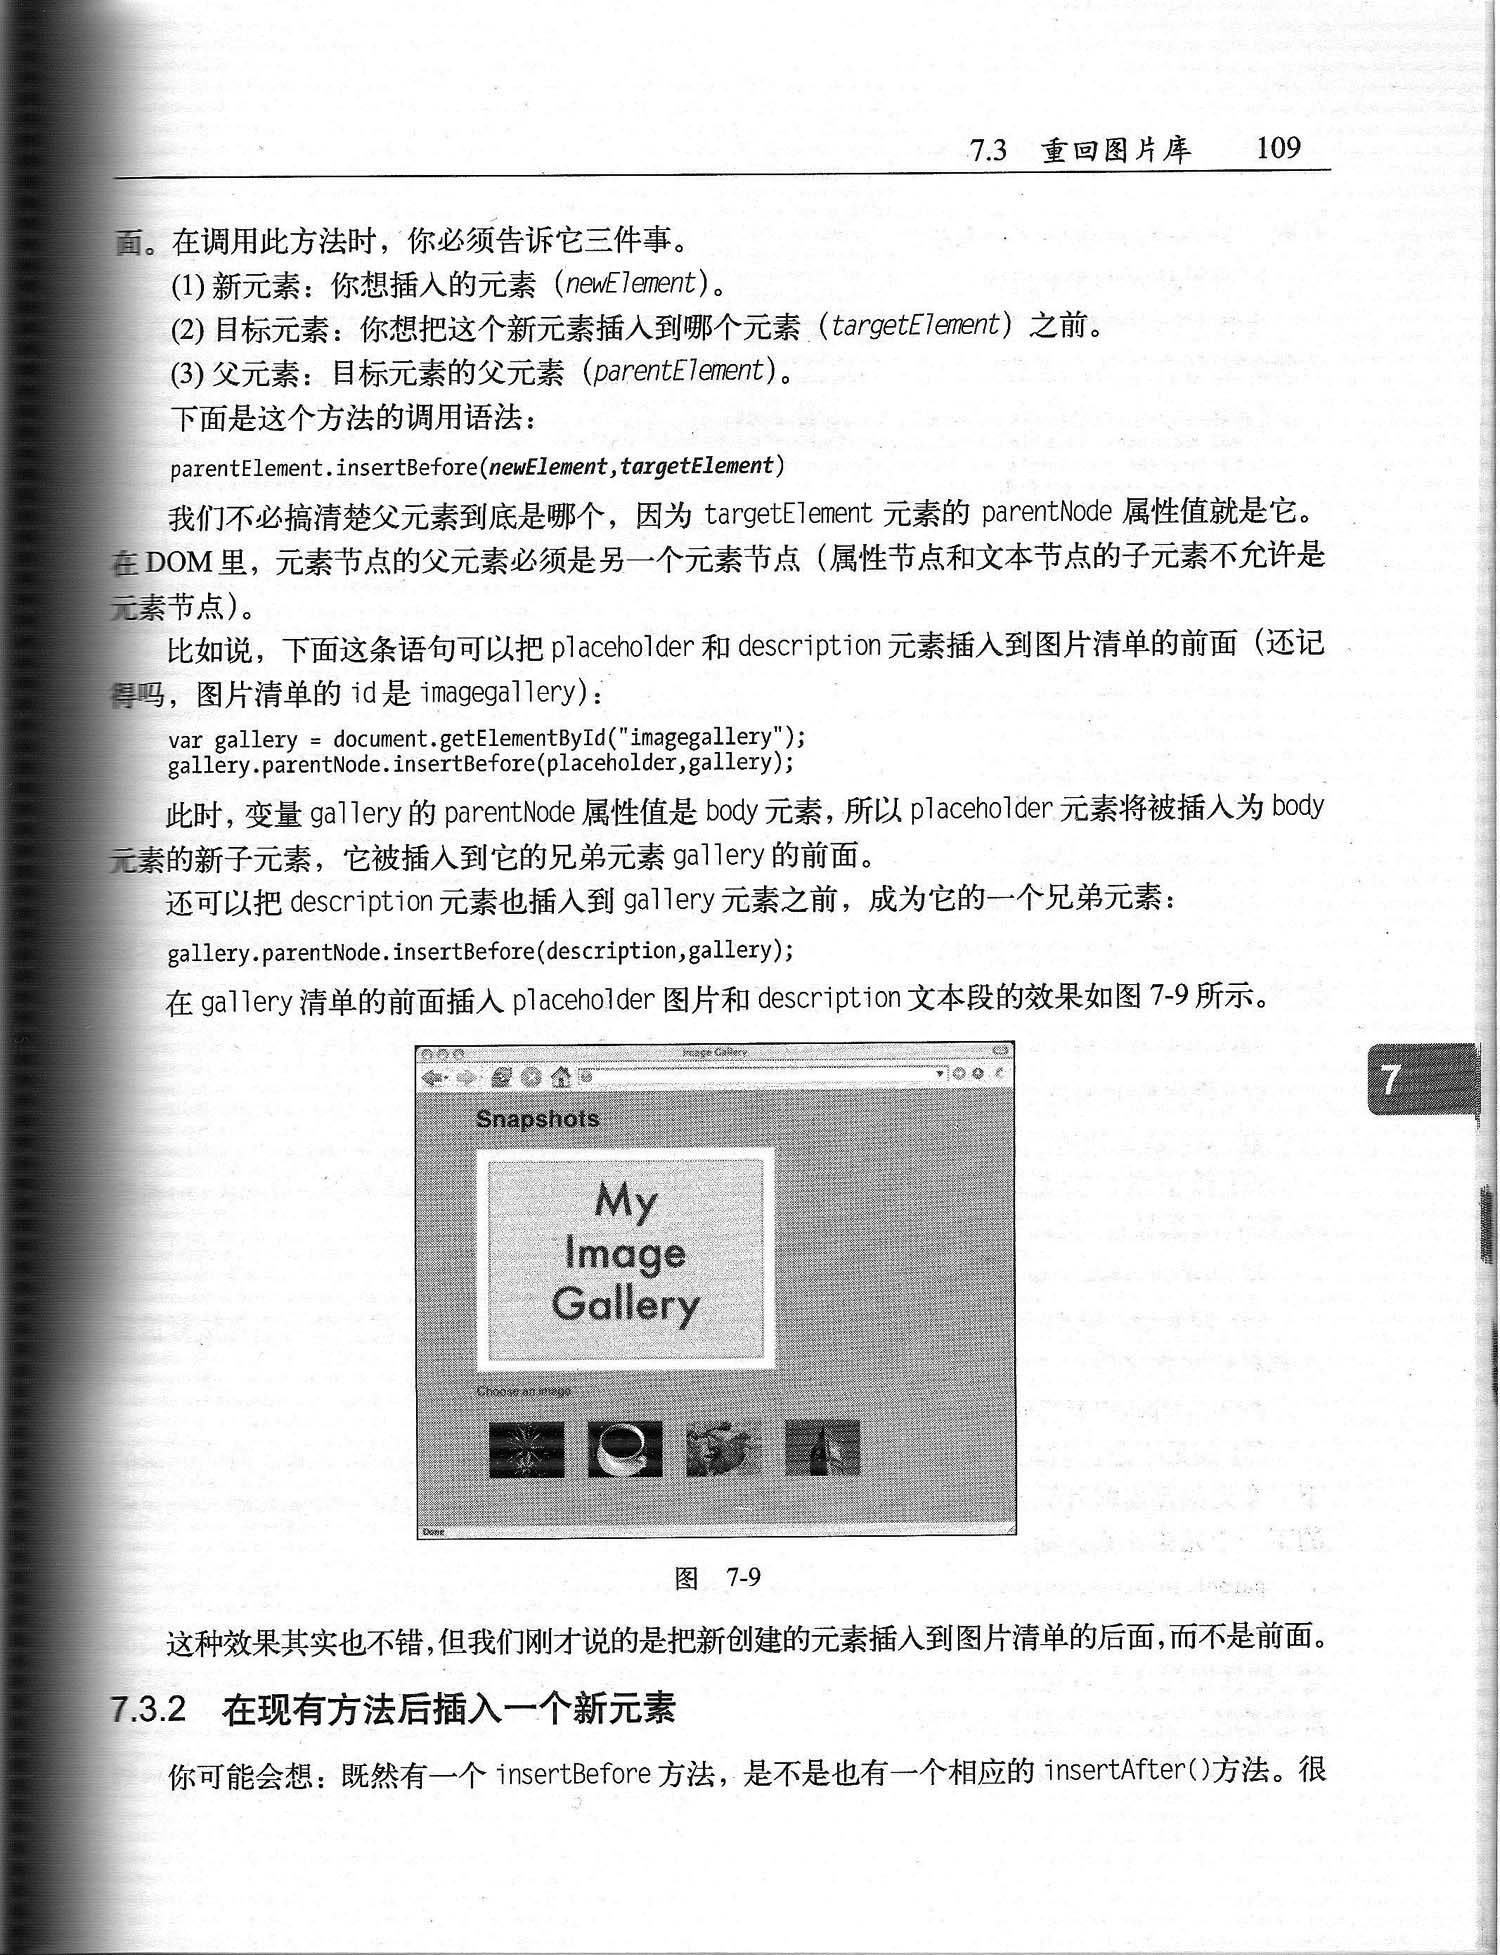 7.3 重回图片库 109
面。在调用此方法时，你必须告诉它三件事。
(1) 新元素：你想插入的元素（newElement）。
(2) 目标元素：你想把这个新元素插入到哪个元素（targetElement）之前。
(3) 父元素：目标元素的父元素（parentElement）。
下面是这个方法的调用语法：
parentElement.insertBefore(newElement,targetElement)
我们不必搞清楚父元素到底是哪个，因为 targetElement 元素的 parentNode 属性值就是它。
在 DOM 里，元素节点的父元素必须是另一个元素节点（属性节点和文本节点的子元素不允许是
元素节点）。
比如说，下面这条语句可以把 placeholder 和 description 元素插入到图片清单的前面（还记
得吗，图片清单的 id 是 imagegallery）：
var gallery = document.getElementById("imagegallery");
gallery.parentNode.insertBefore(placeholder,gallery);
此时，变量 gallery 的 parentNode 属性值是 body 元素，所以 placeholder 元素将被插入为 body
元素的新子元素，它被插入到它的兄弟元素 gallery 的前面。
还可以把 description 元素也插入到 gallery 元素之前，成为它的一个兄弟元素：
gallery.parentNode.insertBefore(description,gallery);
在 gallery 清单的前面插入 placeholder 图片和 description 文本段的效果如图 7-9 所示。
Image Gallery
7
Snapshots
My
Image
Gallery
Choose an image
Done
图 7-9
这种效果其实也不错，但我们刚才说的是把新创建的元素插入到图片清单的后面，而不是前面。
7.3.2 在现有方法后插入一个新元素
你可能会想：既然有一个 insertBefore 方法，是不是也有一个相应的 insertAfter()方法。很